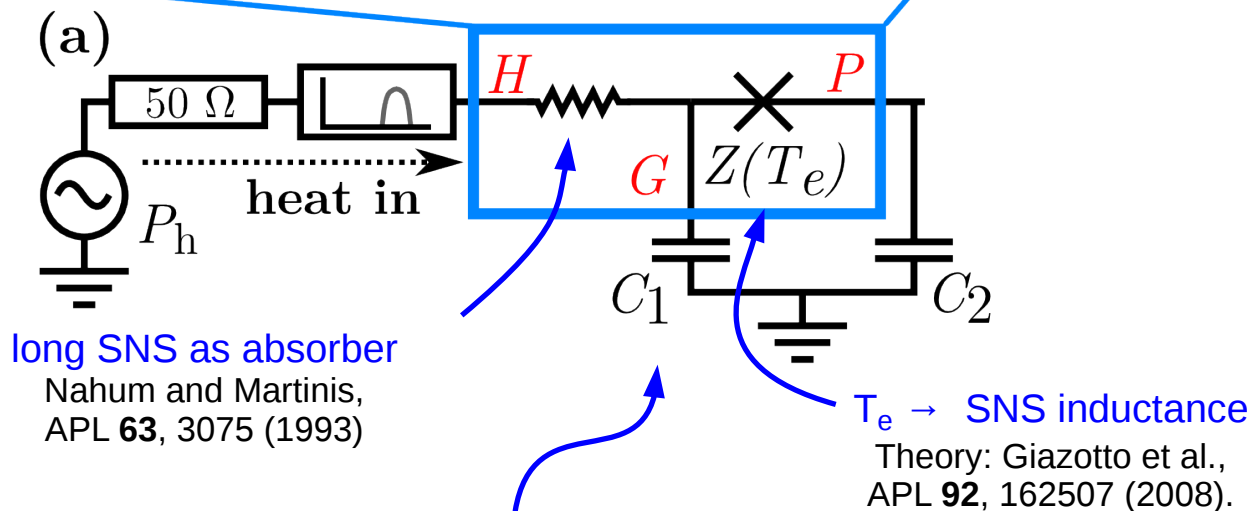 (a)
50 Ω
H
P
G
Z(Te)
heat in
Ph
C1
C2
long SNS as absorber
Nahum and Martinis,
APL 63, 3075 (1993)
Te → SNS inductance
Theory: Giazotto et al.,
APL 92, 162507 (2008).